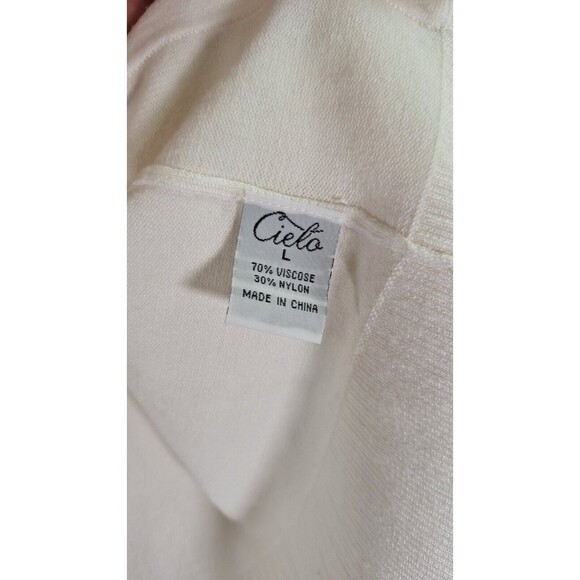 Cielo
L
70% VISCOSE
30% NYLON
MADE IN CHINA